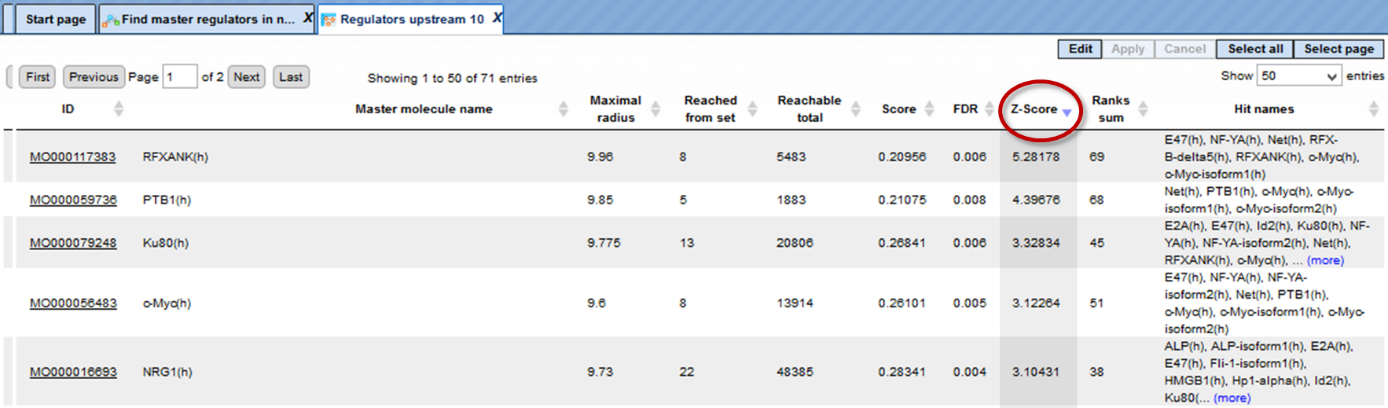 Start page
Find master regulators in n... X
Regulators upstream 10 X
Edit Apply Cancel Select all Select page
First Previous Page 1 of 2 Next Last Showing 1 to 50 of 71 entries Show 50 entries
ID Master molecule name Maximal radius Reached from set Reachable total Score FDR Z-Score Ranks sum Hit names
MO000117383 RFXANK(h) 9.96 8 5483 0.20956 0.006 5.28178 69 E47(h), NF-YA(h), Net(h), RFX-
B-delta5(h), RFXANK(h), c-Myc(h),
c-Myc-isoform1(h)
MO000059736 PTB1(h) 9.85 5 1883 0.21075 0.008 4.39676 68 Net(h), PTB1(h), c-Myc(h), c-Myc-
isoform1(h), c-Myc-isoform2(h)
MO000079248 Ku80(h) 9.775 13 20806 0.26841 0.006 3.32834 45 E2A(h), E47(h), Id2(h), Ku80(h), NF-
YA(h), NF-YA-isoform2(h), Net(h),
RFXANK(h), c-Myc(h), ... (more)
MO000056483 c-Myc(h) 9.6 8 13914 0.26101 0.005 3.12264 51 E47(h), NF-YA(h), NF-YA-
isoform2(h), Net(h), PTB1(h),
c-Myc(h), c-Myc-isoform1(h), c-Myc-
isoform2(h)
MO000016693 NRG1(h) 9.73 22 48385 0.28341 0.004 3.10431 38 ALP(h), ALP-isoform1(h), E2A(h),
E47(h), Fli-1-isoform1(h),
HMGB1(h), Hp1-alpha(h), Id2(h),
Ku80(... (more)